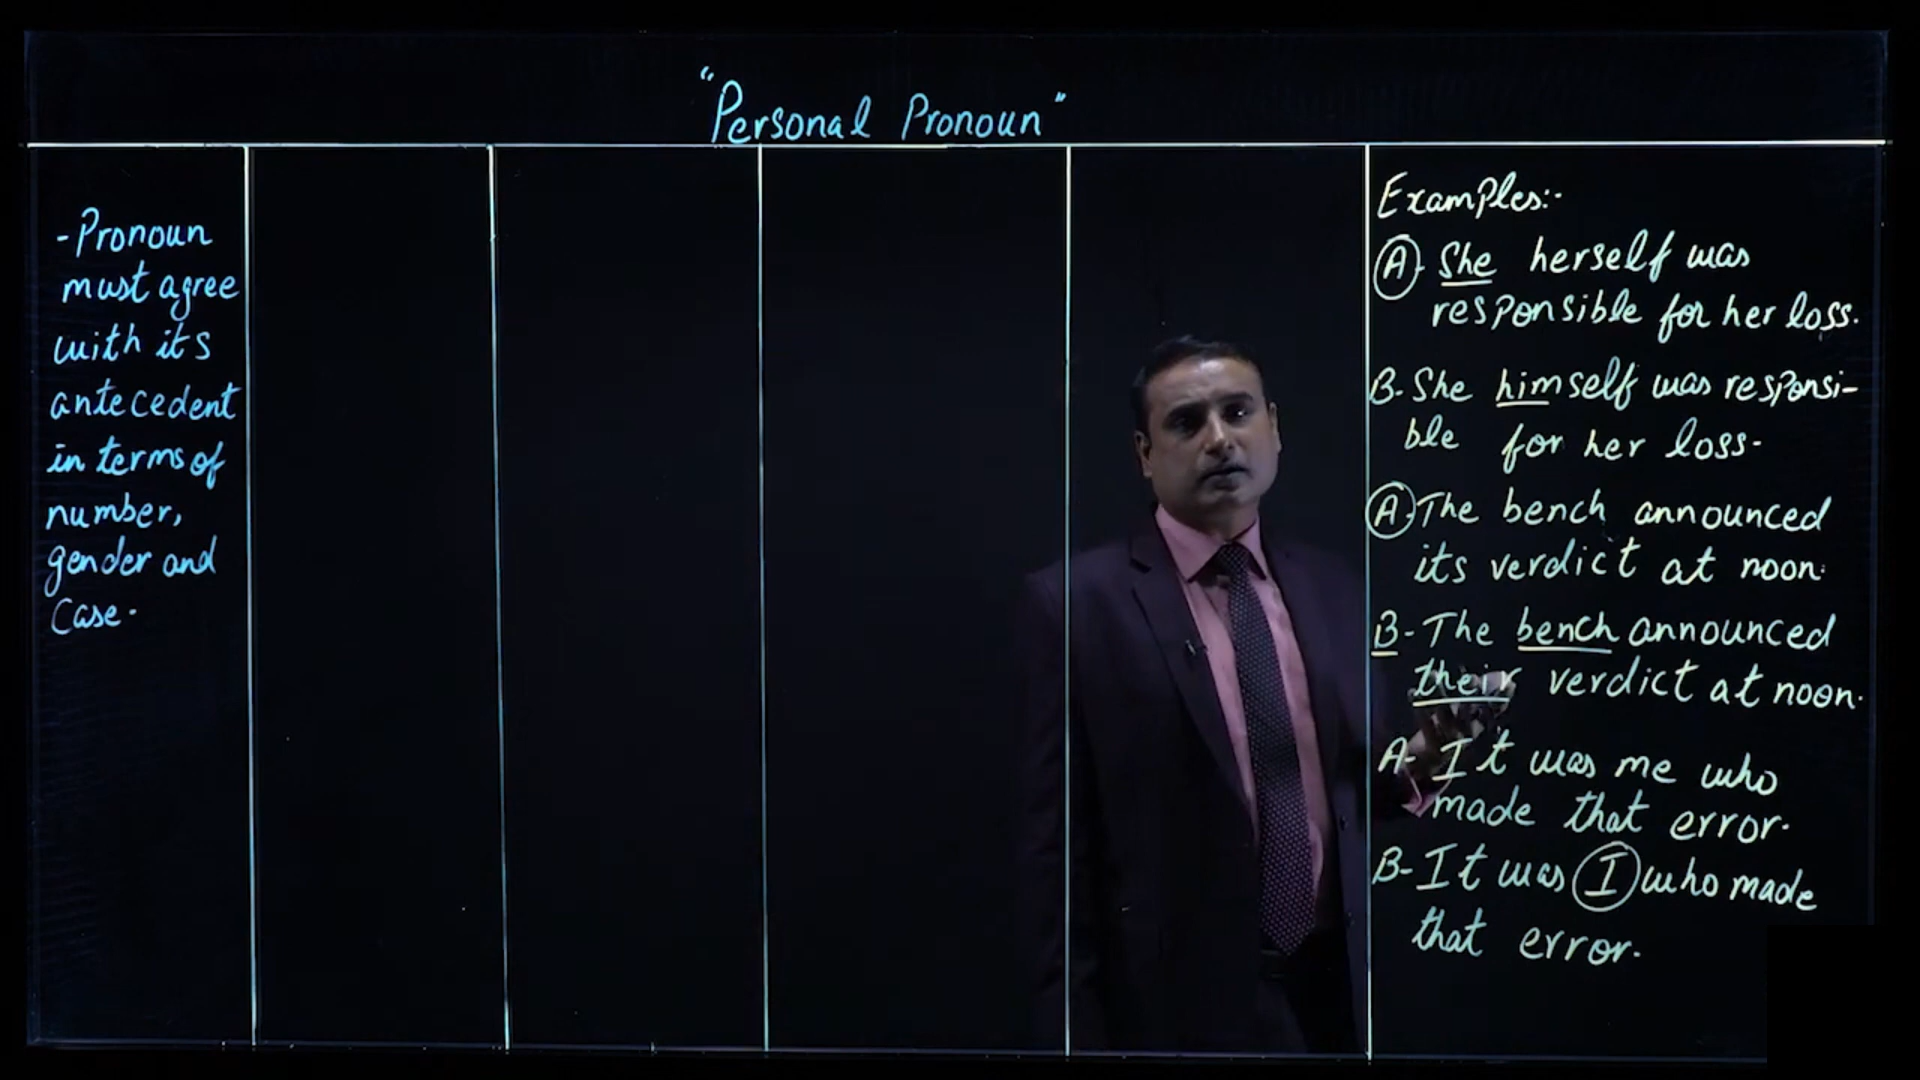 "Personal Pronoun"
-Pronoun
must agree
with its
antecedent
in terms of
number,
gender and
Case.
Examples:-
A- She herself was
responsible for her loss.
B- She himself was responsi-
ble for her loss-
A- The bench announced
its verdict at noon.
B- The bench announced
their verdict at noon.
A- It was me who
made that error.
B- It was I who made
that error.